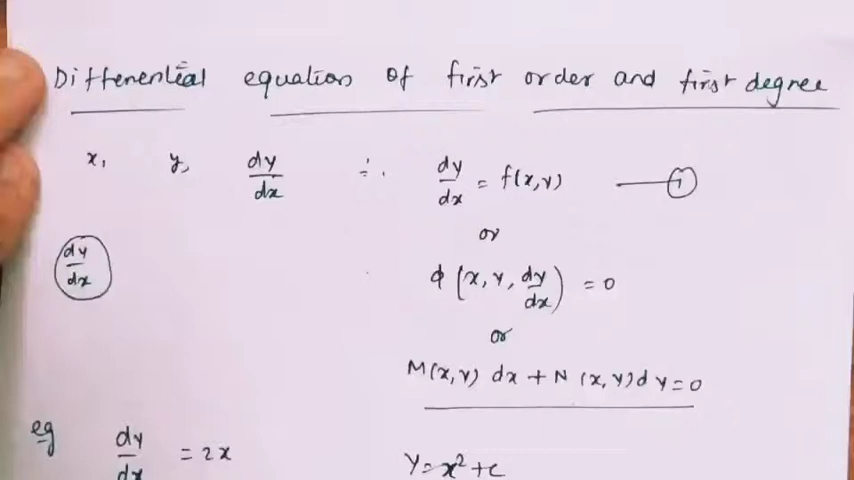 Differential equation of first order and first degree
x, y, dy/dx ∴ dy/dx = f(x,y) — 1
or
dy/dx
ϕ(x, y, dy/dx) = 0
or
M(x,y) dx + N(x,y)dy = 0
eg dy/dx = 2x y = x²+c